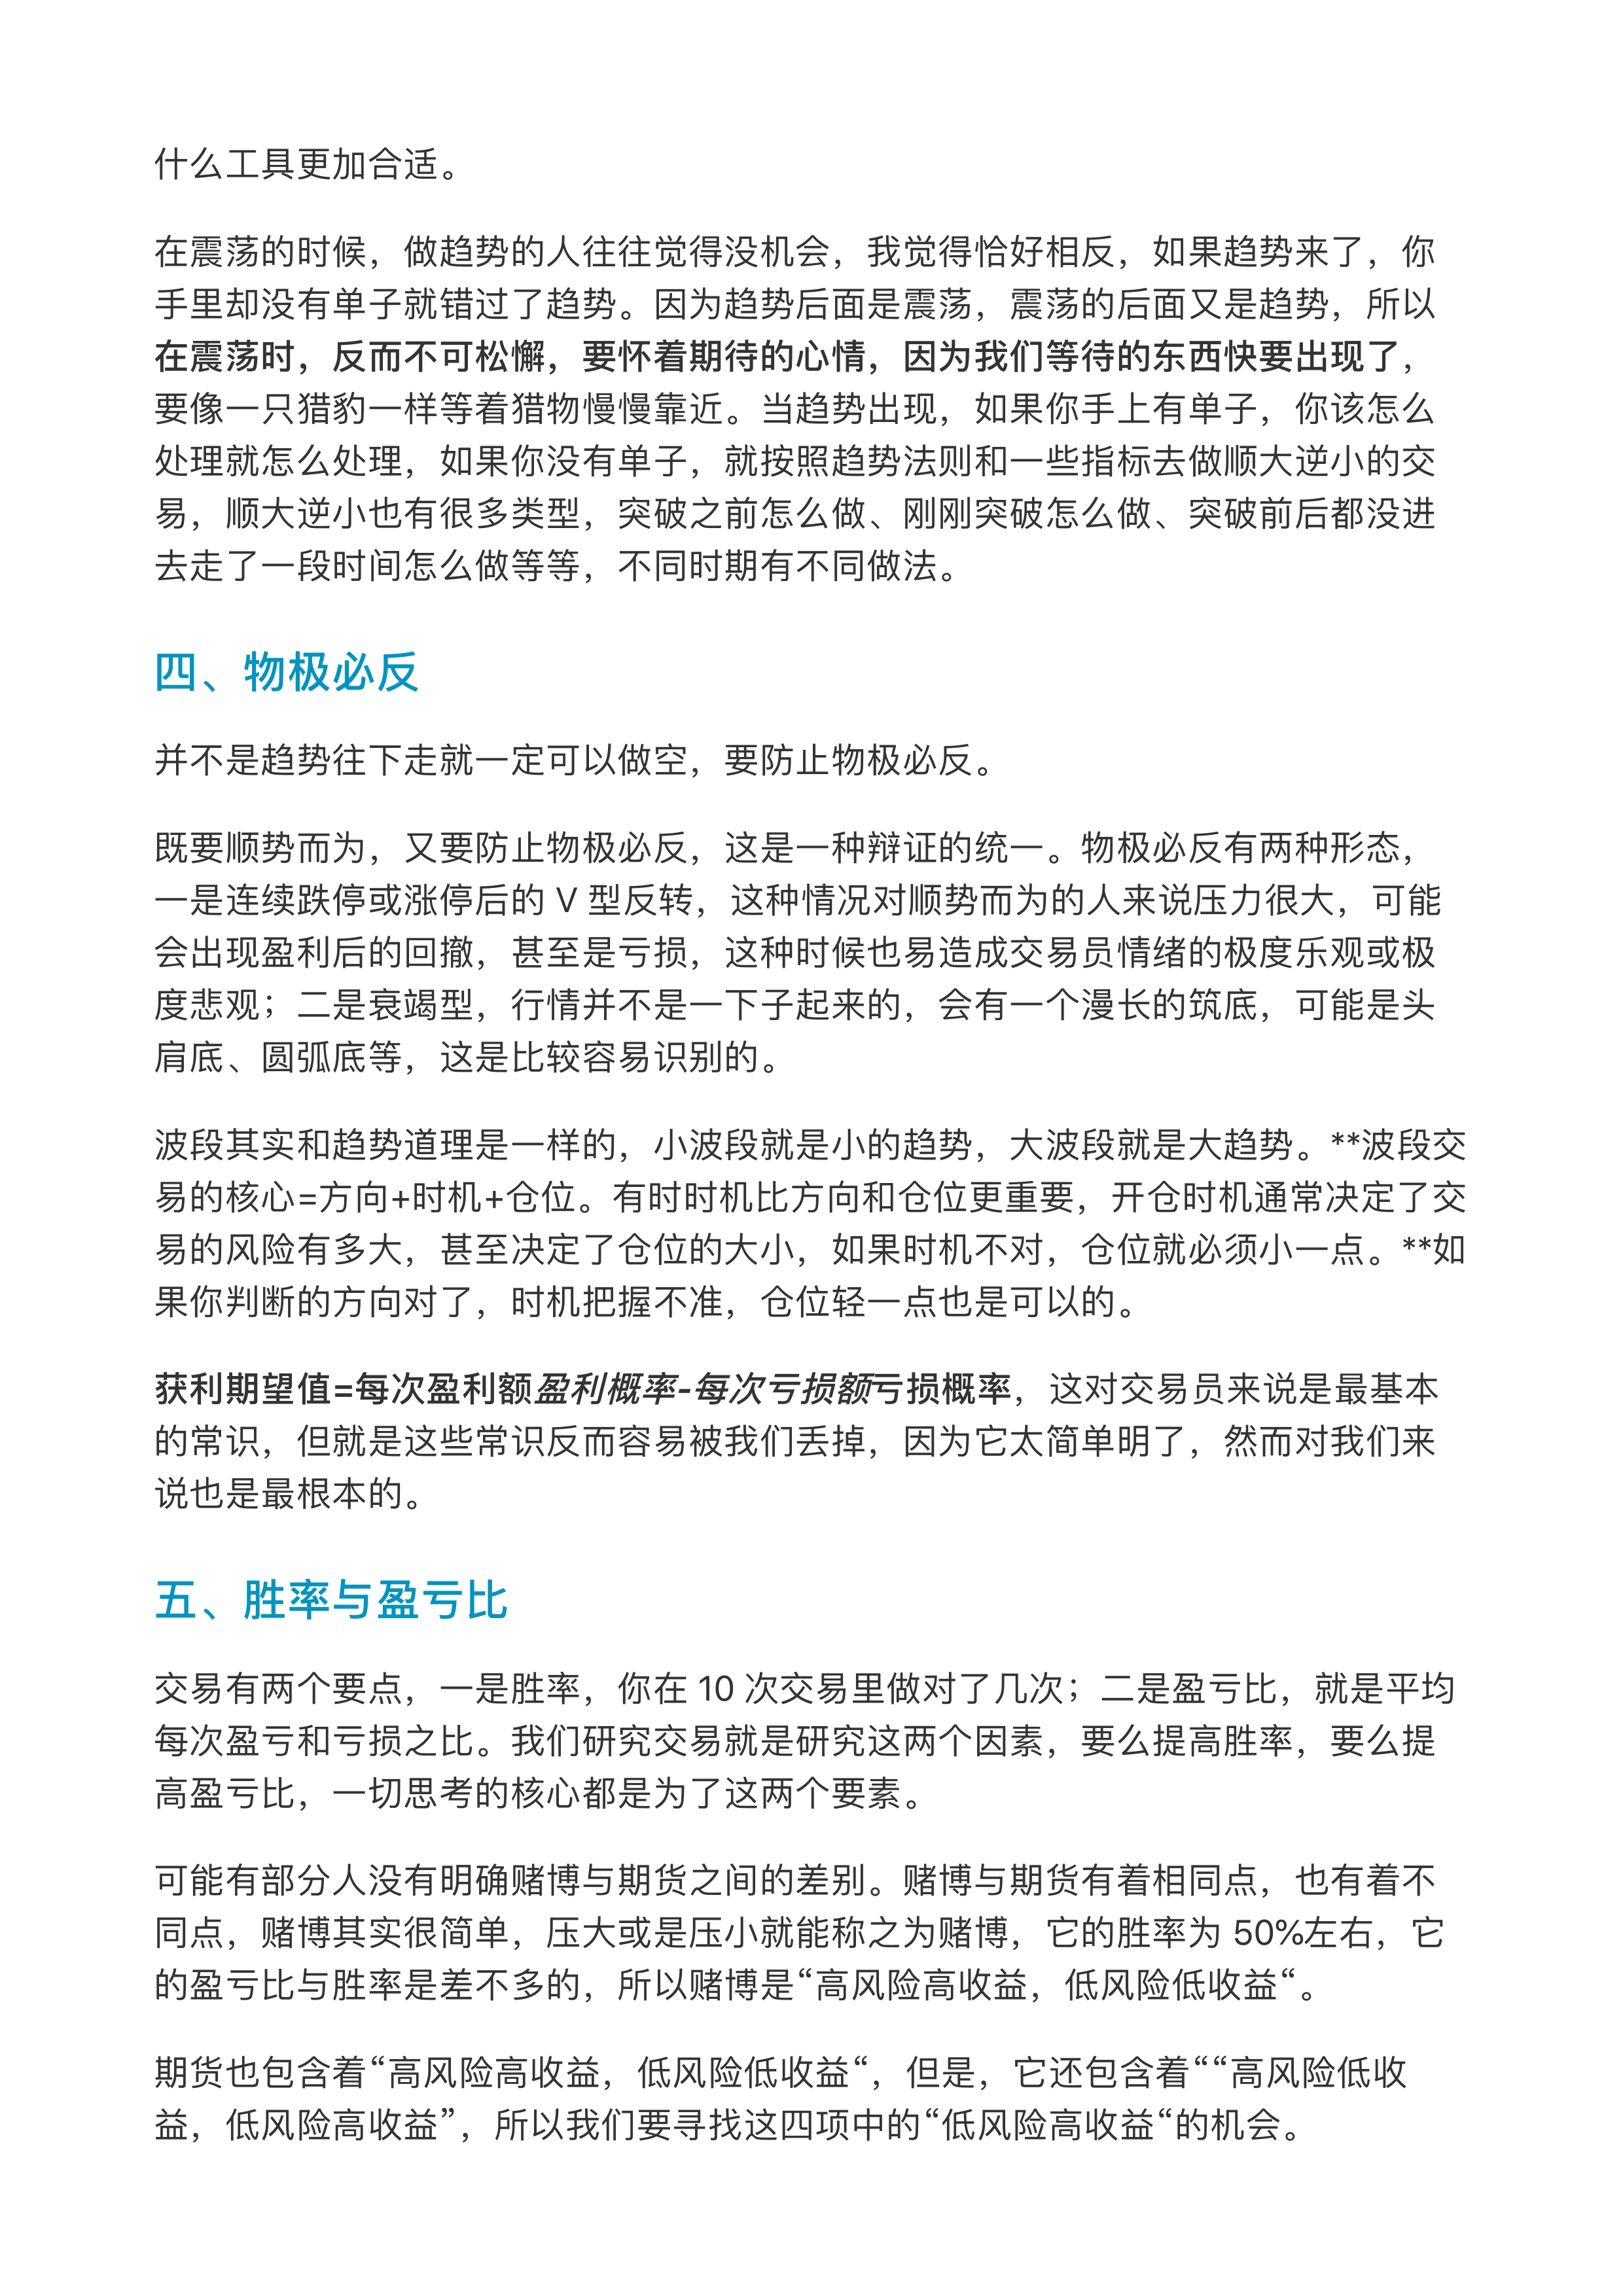 什么工具更加合适。
在震荡的时候，做趋势的人往往觉得没机会，我觉得恰好相反，如果趋势来了，你
手里却没有单子就错过了趋势。因为趋势后面是震荡，震荡的后面又是趋势，所以
在震荡时，反而不可松懈，要怀着期待的心情，因为我们等待的东西快要出现了，
要像一只猎豹一样等着猎物慢慢靠近。当趋势出现，如果你手上有单子，你该怎么
处理就怎么处理，如果你没有单子，就按照趋势法则和一些指标去做顺大逆小的交
易，顺大逆小也有很多类型，突破之前怎么做、刚刚突破怎么做、突破前后都没进
去走了一段时间怎么做等等，不同时期有不同做法。
四、物极必反
并不是趋势往下走就一定可以做空，要防止物极必反。
既要顺势而为，又要防止物极必反，这是一种辩证的统一。物极必反有两种形态，
一是连续跌停或涨停后的 V 型反转，这种情况对顺势而为的人来说压力很大，可能
会出现盈利后的回撤，甚至是亏损，这种时候也易造成交易员情绪的极度乐观或极
度悲观；二是衰竭型，行情并不是一下子起来的，会有一个漫长的筑底，可能是头
肩底、圆弧底等，这是比较容易识别的。
波段其实和趋势道理是一样的，小波段就是小的趋势，大波段就是大趋势。**波段交
易的核心=方向+时机+仓位。有时时机比方向和仓位更重要，开仓时机通常决定了交
易的风险有多大，甚至决定了仓位的大小，如果时机不对，仓位就必须小一点。**如
果你判断的方向对了，时机把握不准，仓位轻一点也是可以的。
获利期望值=每次盈利额盈利概率-每次亏损额亏损概率，这对交易员来说是最基本
的常识，但就是这些常识反而容易被我们丢掉，因为它太简单明了，然而对我们来
说也是最根本的。
五、胜率与盈亏比
交易有两个要点，一是胜率，你在 10 次交易里做对了几次；二是盈亏比，就是平均
每次盈亏和亏损之比。我们研究交易就是研究这两个因素，要么提高胜率，要么提
高盈亏比，一切思考的核心都是为了这两个要素。
可能有部分人没有明确赌博与期货之间的差别。赌博与期货有着相同点，也有着不
同点，赌博其实很简单，压大或是压小就能称之为赌博，它的胜率为 50%左右，它
的盈亏比与胜率是差不多的，所以赌博是“高风险高收益，低风险低收益“。
期货也包含着“高风险高收益，低风险低收益“，但是，它还包含着““高风险低收
益，低风险高收益”，所以我们要寻找这四项中的“低风险高收益“的机会。